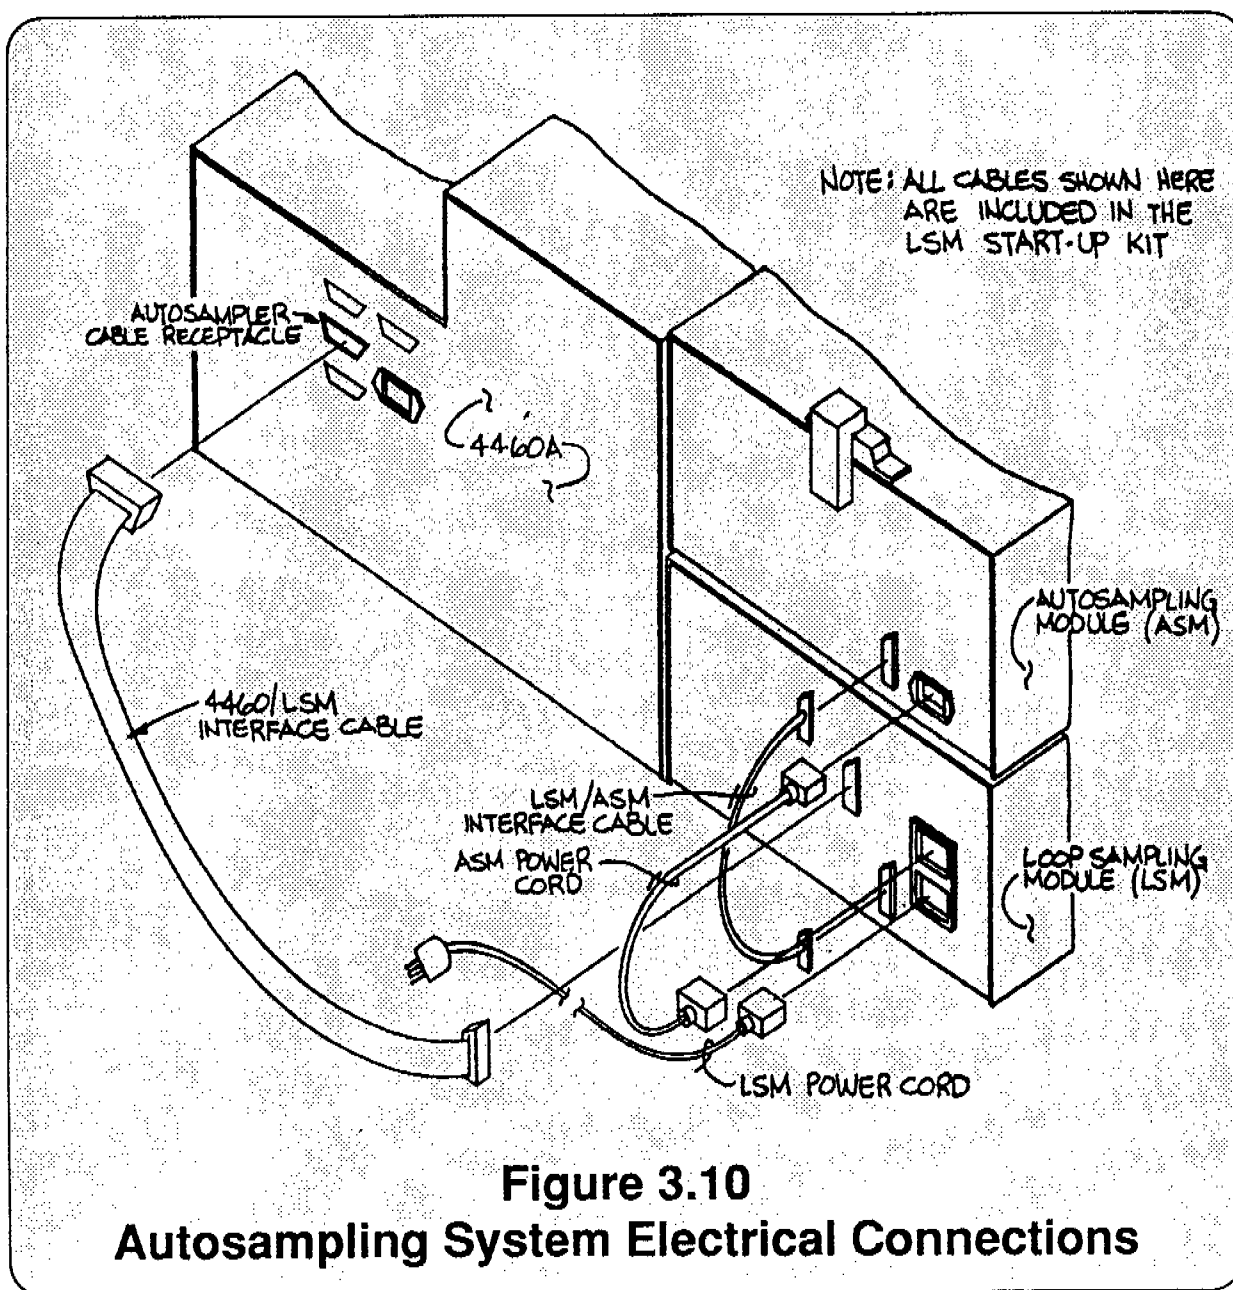 NOTE: ALL CABLES SHOWN HERE
ARE INCLUDED IN THE
LSM START-UP KIT
AUTOSAMPLER
CABLE RECEPTACLE
4460A
AUTOSAMPLING
MODULE (ASM)
4460/LSM
INTERFACE CABLE
LSM/ASM
INTERFACE CABLE
ASM POWER
CORD
LOOP SAMPLING
MODULE (LSM)
LSM POWER CORD
Figure 3.10
Autosampling System Electrical Connections